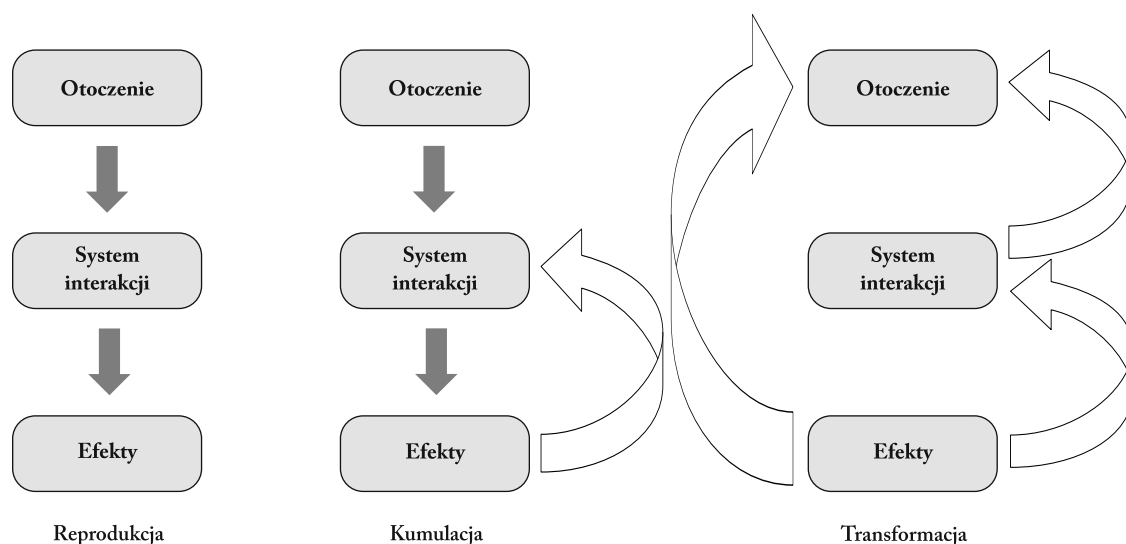 Otoczenie
System
interakcji
Efekty
Reprodukcja
Otoczenie
System
interakcji
Efekty
Kumulacja
Otoczenie
System
interakcji
Efekty
Transformacja